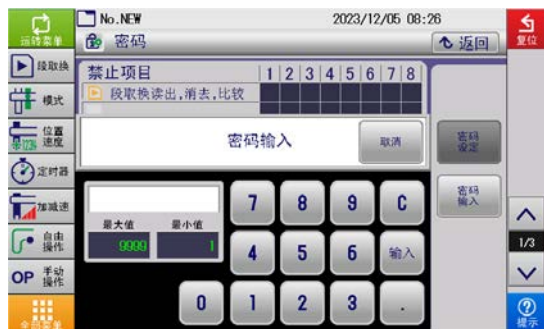 No.NEW 2023/12/05 08:26
运转菜单
密码
返回
复位
段取换
禁止项目 1 2 3 4 5 6 7 8
段取换读出,消去,比较
模式
位置速度
密码输入
取消
密码设定
定时器
密码输入
加减速
最大值 最小值
9999 1
7 8 9 C
自由操作
4 5 6 输入
1/3
OP 手动操作
0 1 2 3 .
全目菜单
提示